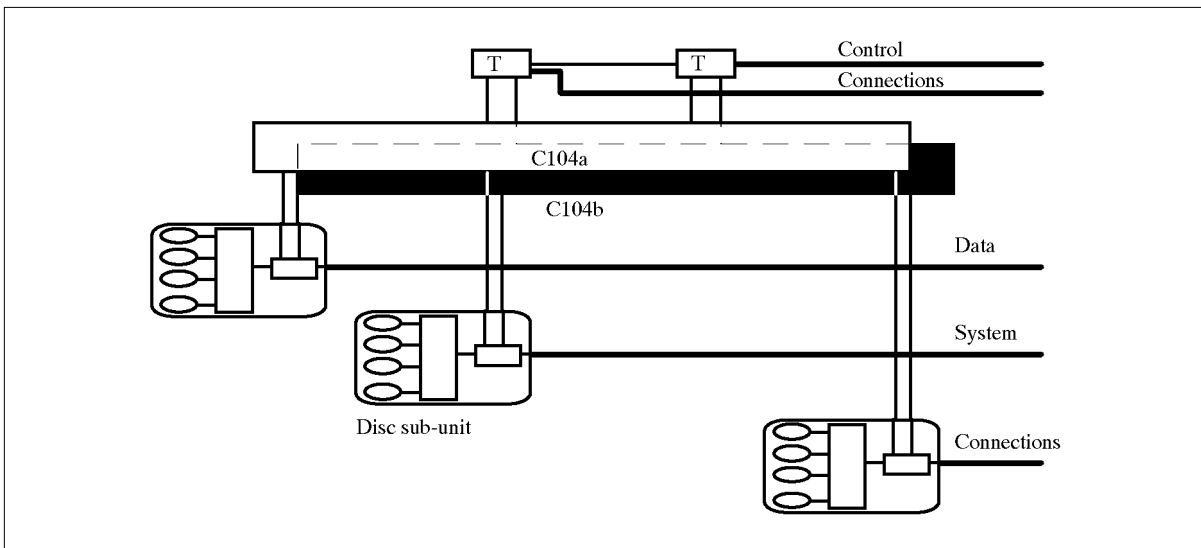 Control
T
T
Connections
C104a
C104b
Data
System
Disc sub-unit
Connections